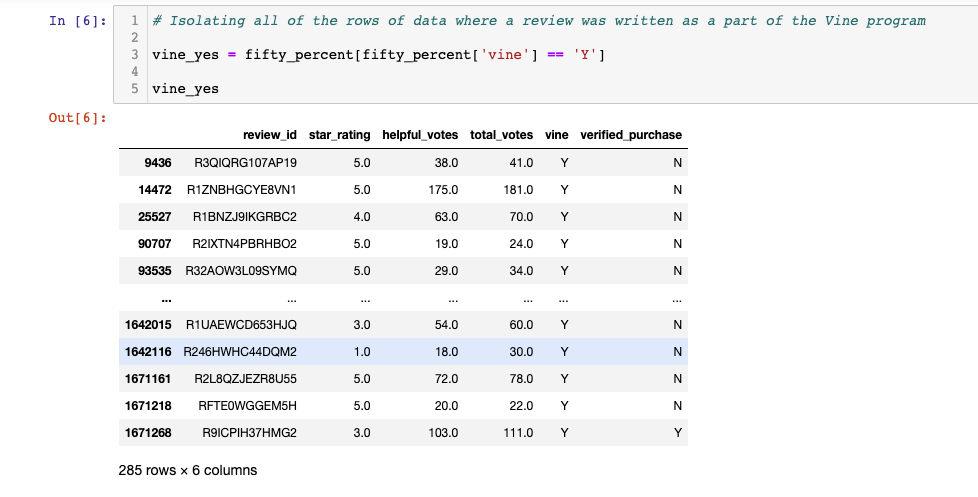 In [6]:
1 # Isolating all of the rows of data where a review was written as a part of the Vine program
2
3 vine_yes = fifty_percent[fifty_percent['vine'] == 'Y']
4
5 vine_yes
Out[6]:
review_id star_rating helpful_votes total_votes vine verified_purchase
9436 R3QIQRG107AP19 5.0 38.0 41.0 Y N
14472 R1ZNBHGCYE8VN1 5.0 175.0 181.0 Y N
25527 R1BNZJ9IKGRBC2 4.0 63.0 70.0 Y N
90707 R2IXTN4PBRHBO2 5.0 19.0 24.0 Y N
93535 R32AOW3L09SYMQ 5.0 29.0 34.0 Y N
... ... ... ... ... ... ...
1642015 R1UAEWCD653HJQ 3.0 54.0 60.0 Y N
1642116 R246HWHC44DQM2 1.0 18.0 30.0 Y N
1671161 R2L8QZJEZR8U55 5.0 72.0 78.0 Y N
1671218 RFTE0WGGEM5H 5.0 20.0 22.0 Y N
1671268 R9ICPIH37HMG2 3.0 103.0 111.0 Y Y
285 rows × 6 columns